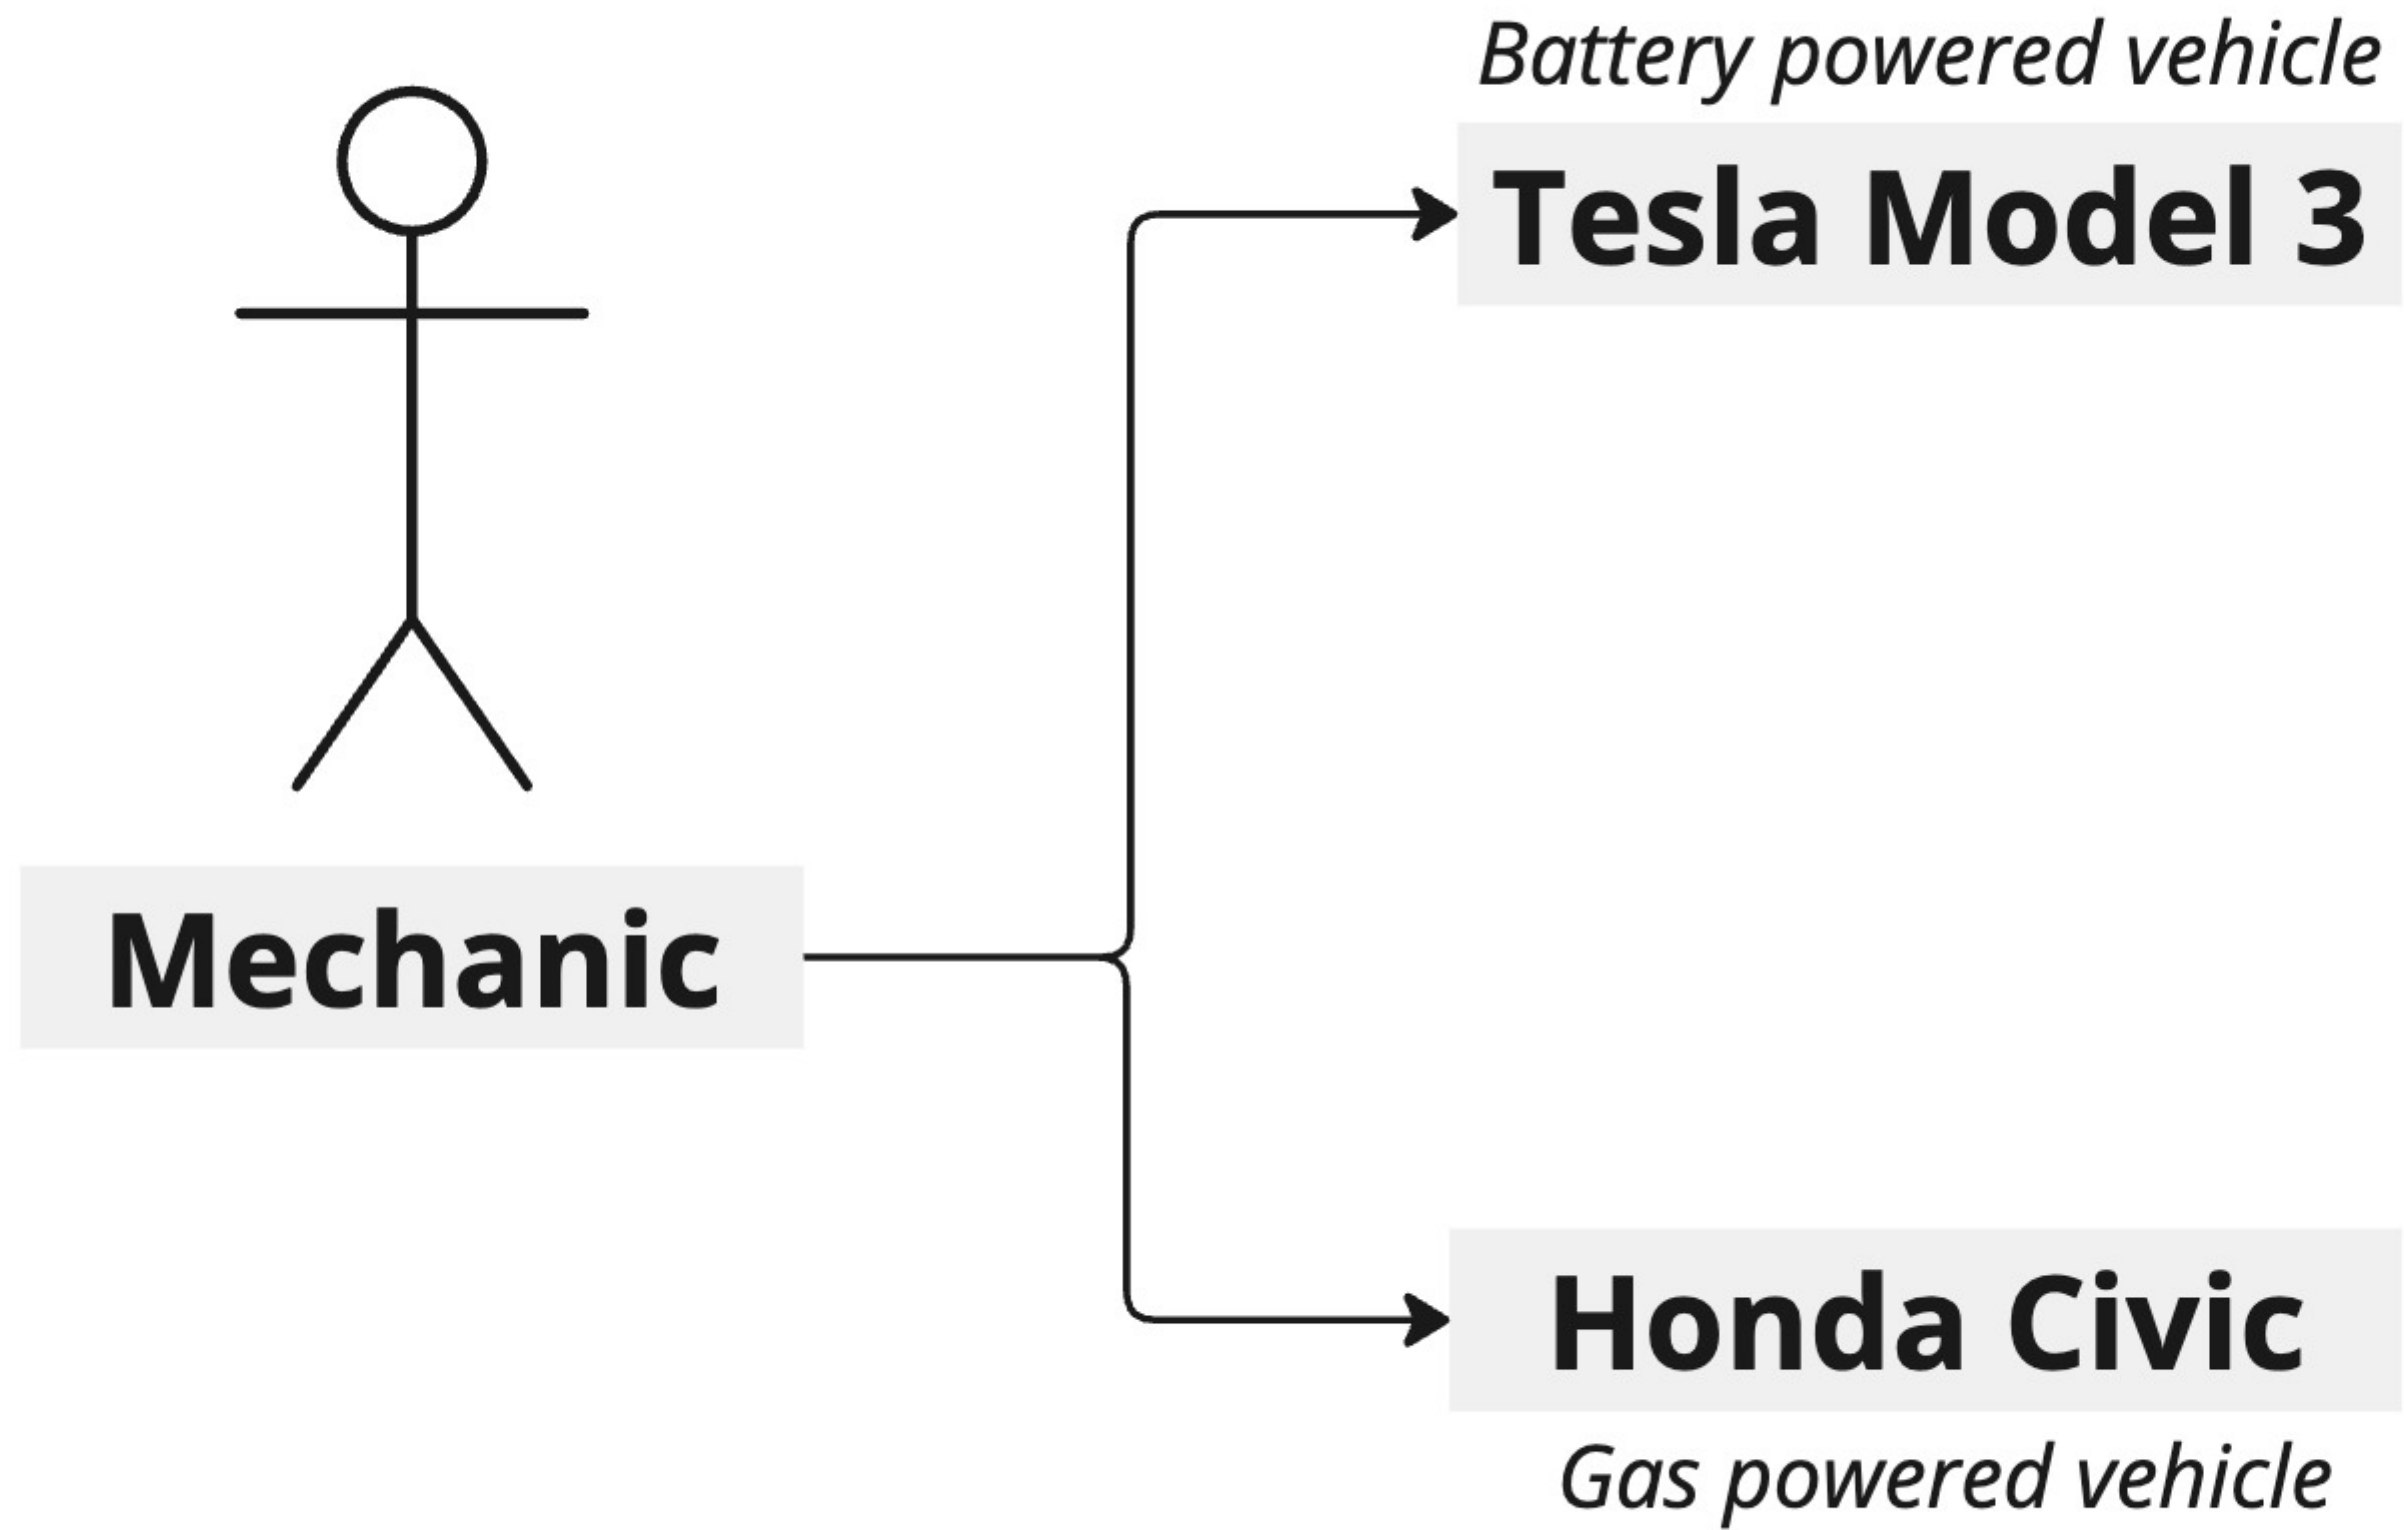 Battery powered vehicle
Tesla Model 3
Mechanic
Honda Civic
Gas powered vehicle